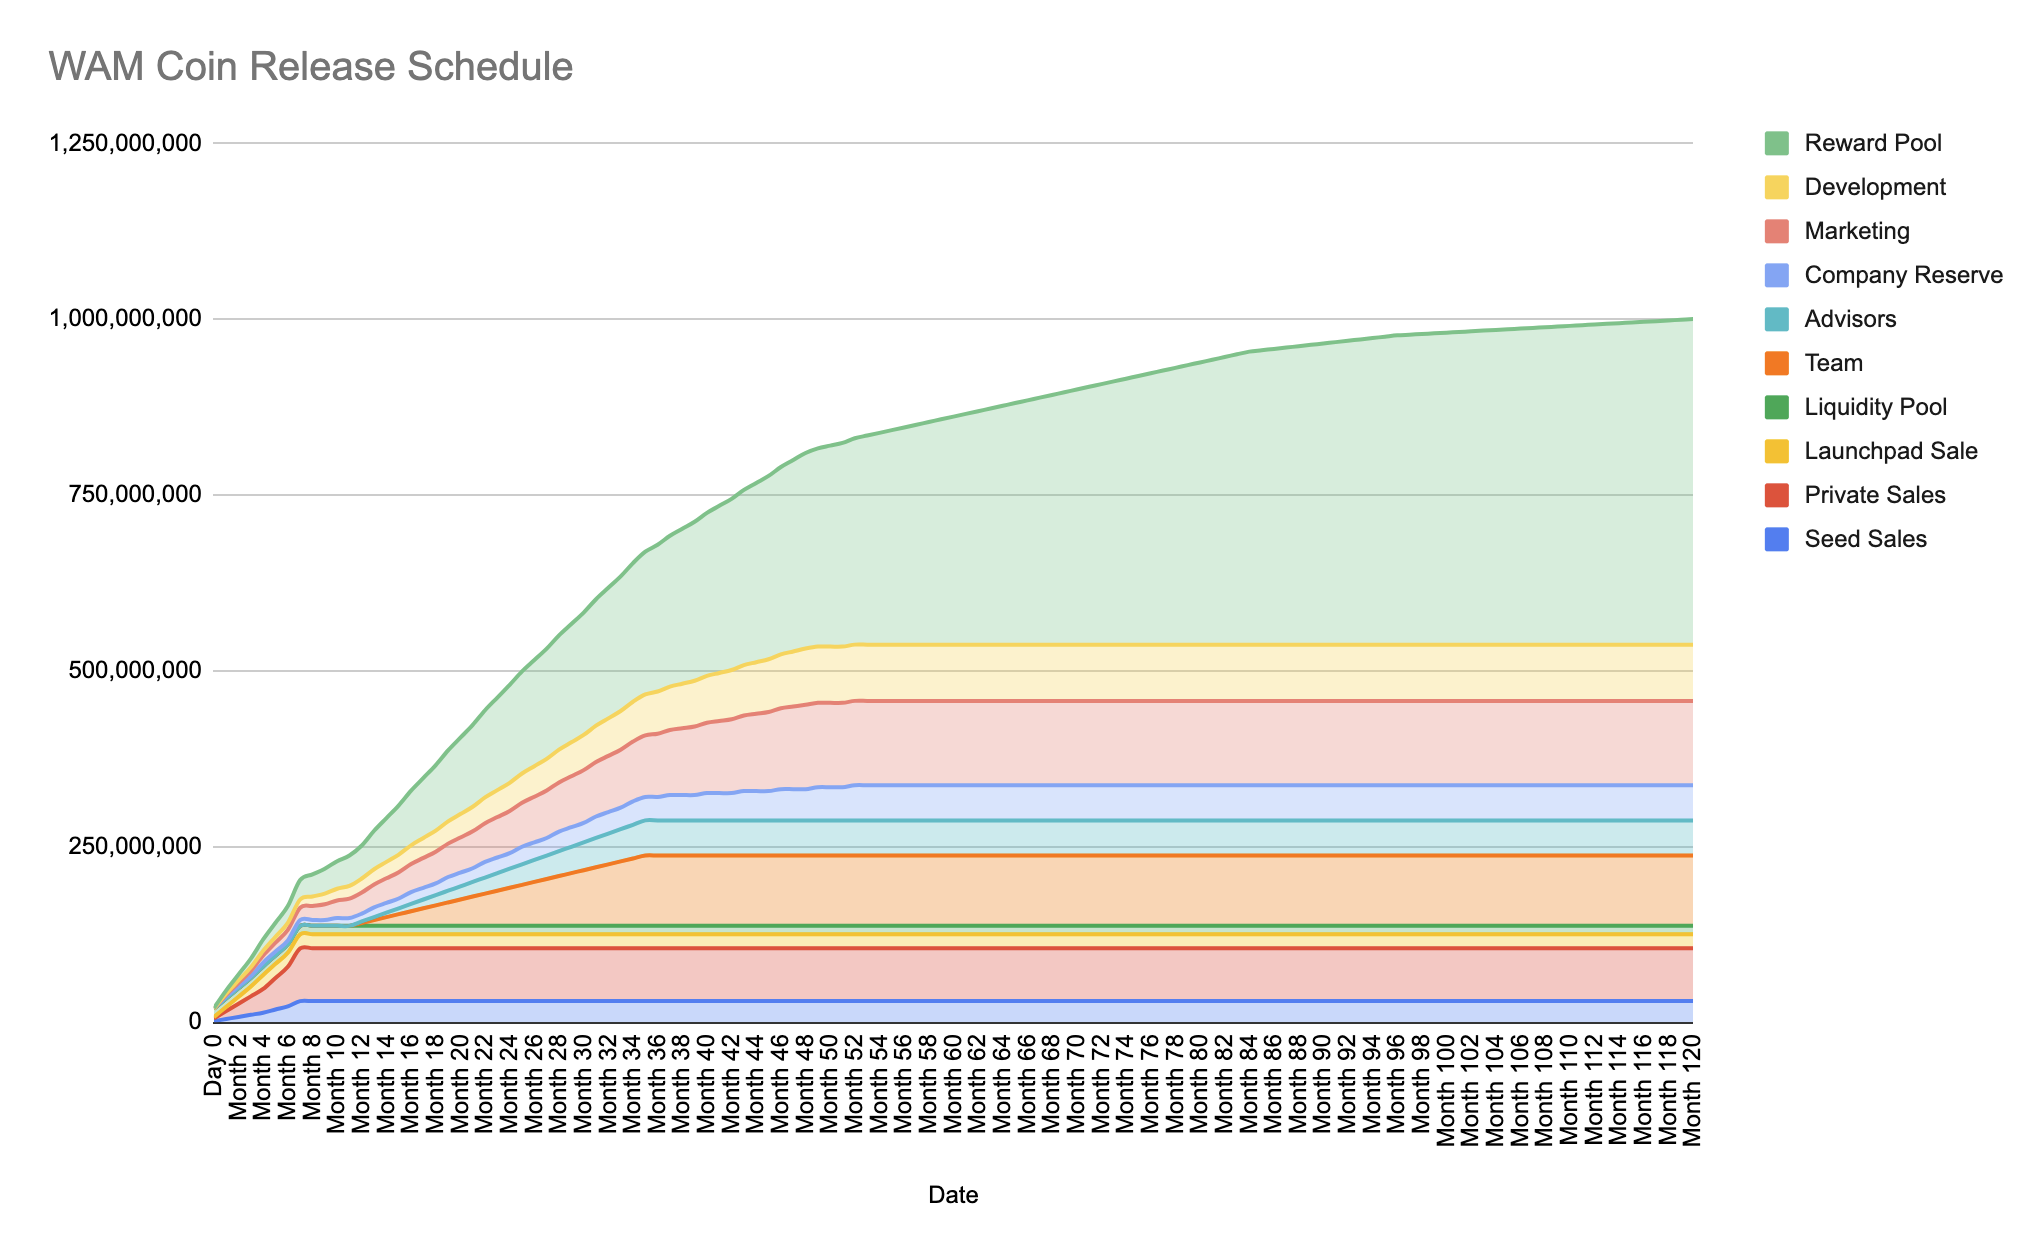 WAM Coin Release Schedule
1,250,000,000
1,000,000,000
750,000,000
500,000,000
250,000,000
0
Day 0
Month 2
Month 4
Month 6
Month 8
Month 10
Month 12
Month 14
Month 16
Month 18
Month 20
Month 22
Month 24
Month 26
Month 28
Month 30
Month 32
Month 34
Month 36
Month 38
Month 40
Month 42
Month 44
Month 46
Month 48
Month 50
Month 52
Month 54
Month 56
Month 58
Month 60
Month 62
Month 64
Month 66
Month 68
Month 70
Month 72
Month 74
Month 76
Month 78
Month 80
Month 82
Month 84
Month 86
Month 88
Month 90
Month 92
Month 94
Month 96
Month 98
Month 100
Month 102
Month 104
Month 106
Month 108
Month 110
Month 112
Month 114
Month 116
Month 118
Month 120
Date
Reward Pool
Development
Marketing
Company Reserve
Advisors
Team
Liquidity Pool
Launchpad Sale
Private Sales
Seed Sales